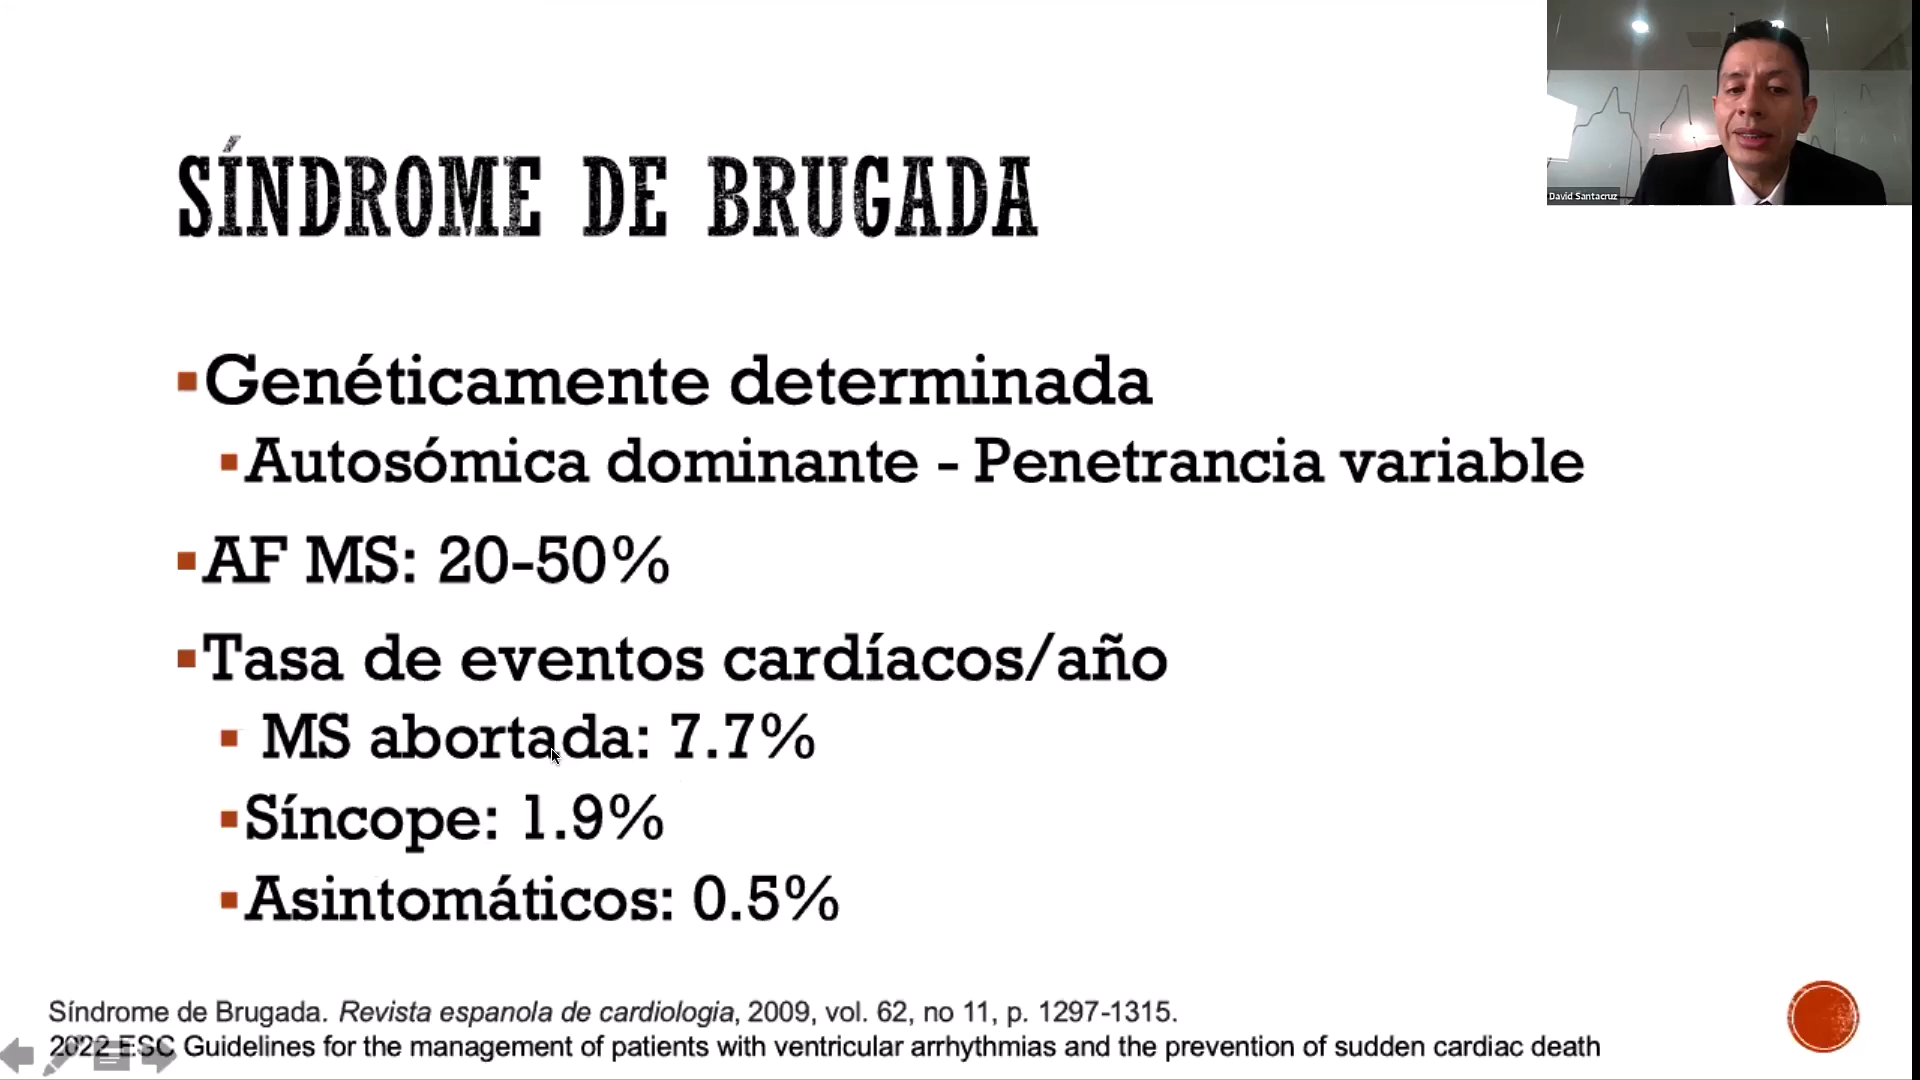 SÍNDROME DE BRUGADA
David Santacruz
Genéticamente determinada
Autosómica dominante - Penetrancia variable
AF MS: 20-50%
Tasa de eventos cardíacos/año
MS abortada: 7.7%
Síncope: 1.9%
Asintomáticos: 0.5%
Síndrome de Brugada. Revista espanola de cardiologia, 2009, vol. 62, no 11, p. 1297-1315.
2022 ESC Guidelines for the management of patients with ventricular arrhythmias and the prevention of sudden cardiac death